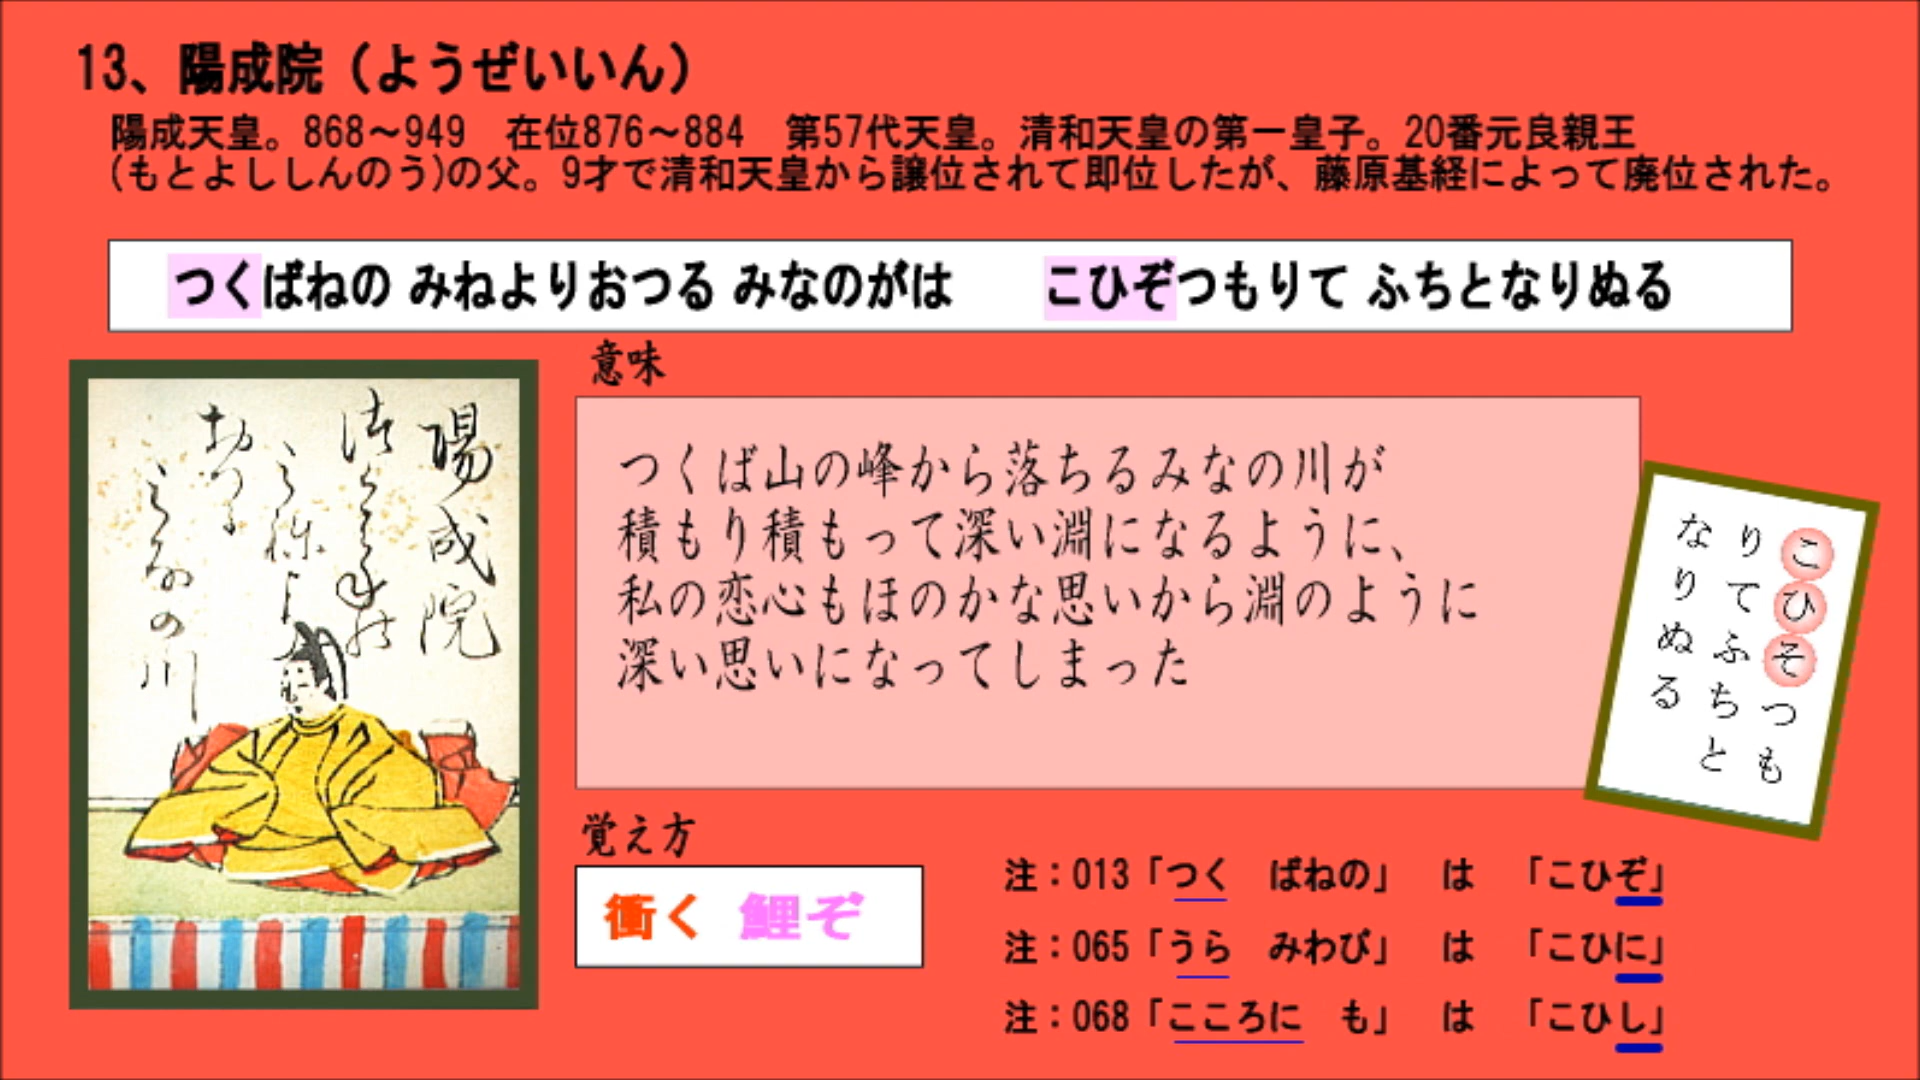 13、陽成院（ようぜいいん）
陽成天皇。868～949　在位876～884　第57代天皇。清和天皇の第一皇子。20番元良親王
(もとよししんのう)の父。9才で清和天皇から譲位されて即位したが、藤原基経によって廃位された。
つくばねの みねよりおつる みなのがは　こひぞつもりて ふちとなりぬる
意味
つくば山の峰から落ちるみなの川が
積もり積もって深い淵になるように、
私の恋心もほのかな思いから淵のように
深い思いになってしまった
陽成院
の川
こひそつも
りてふちと
なりぬる
覚え方
衝く 鯉ぞ
注：013「つく　ばねの」　は　「こひぞ」
注：065「うら　みわび」　は　「こひに」
注：068「こころに　も」　は　「こひし」